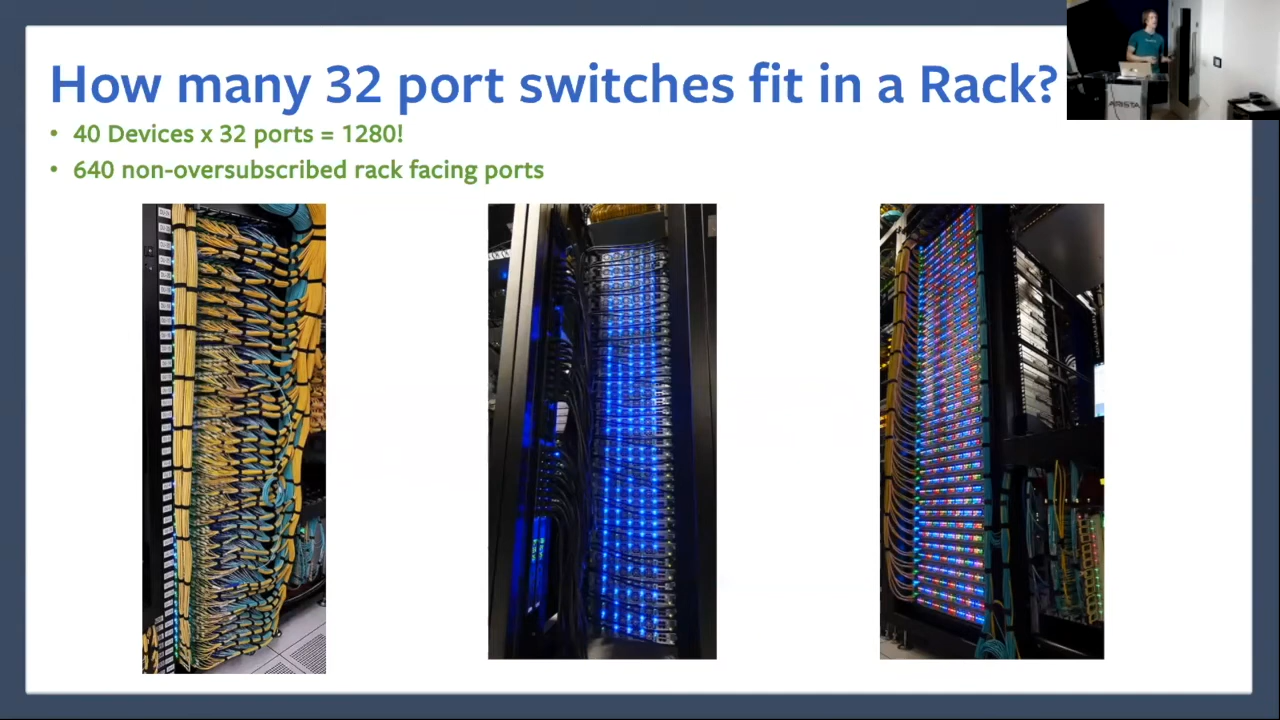 How many 32 port switches fit in a Rack?
• 40 Devices x 32 ports = 1280!
• 640 non-oversubscribed rack facing ports
ARISTA